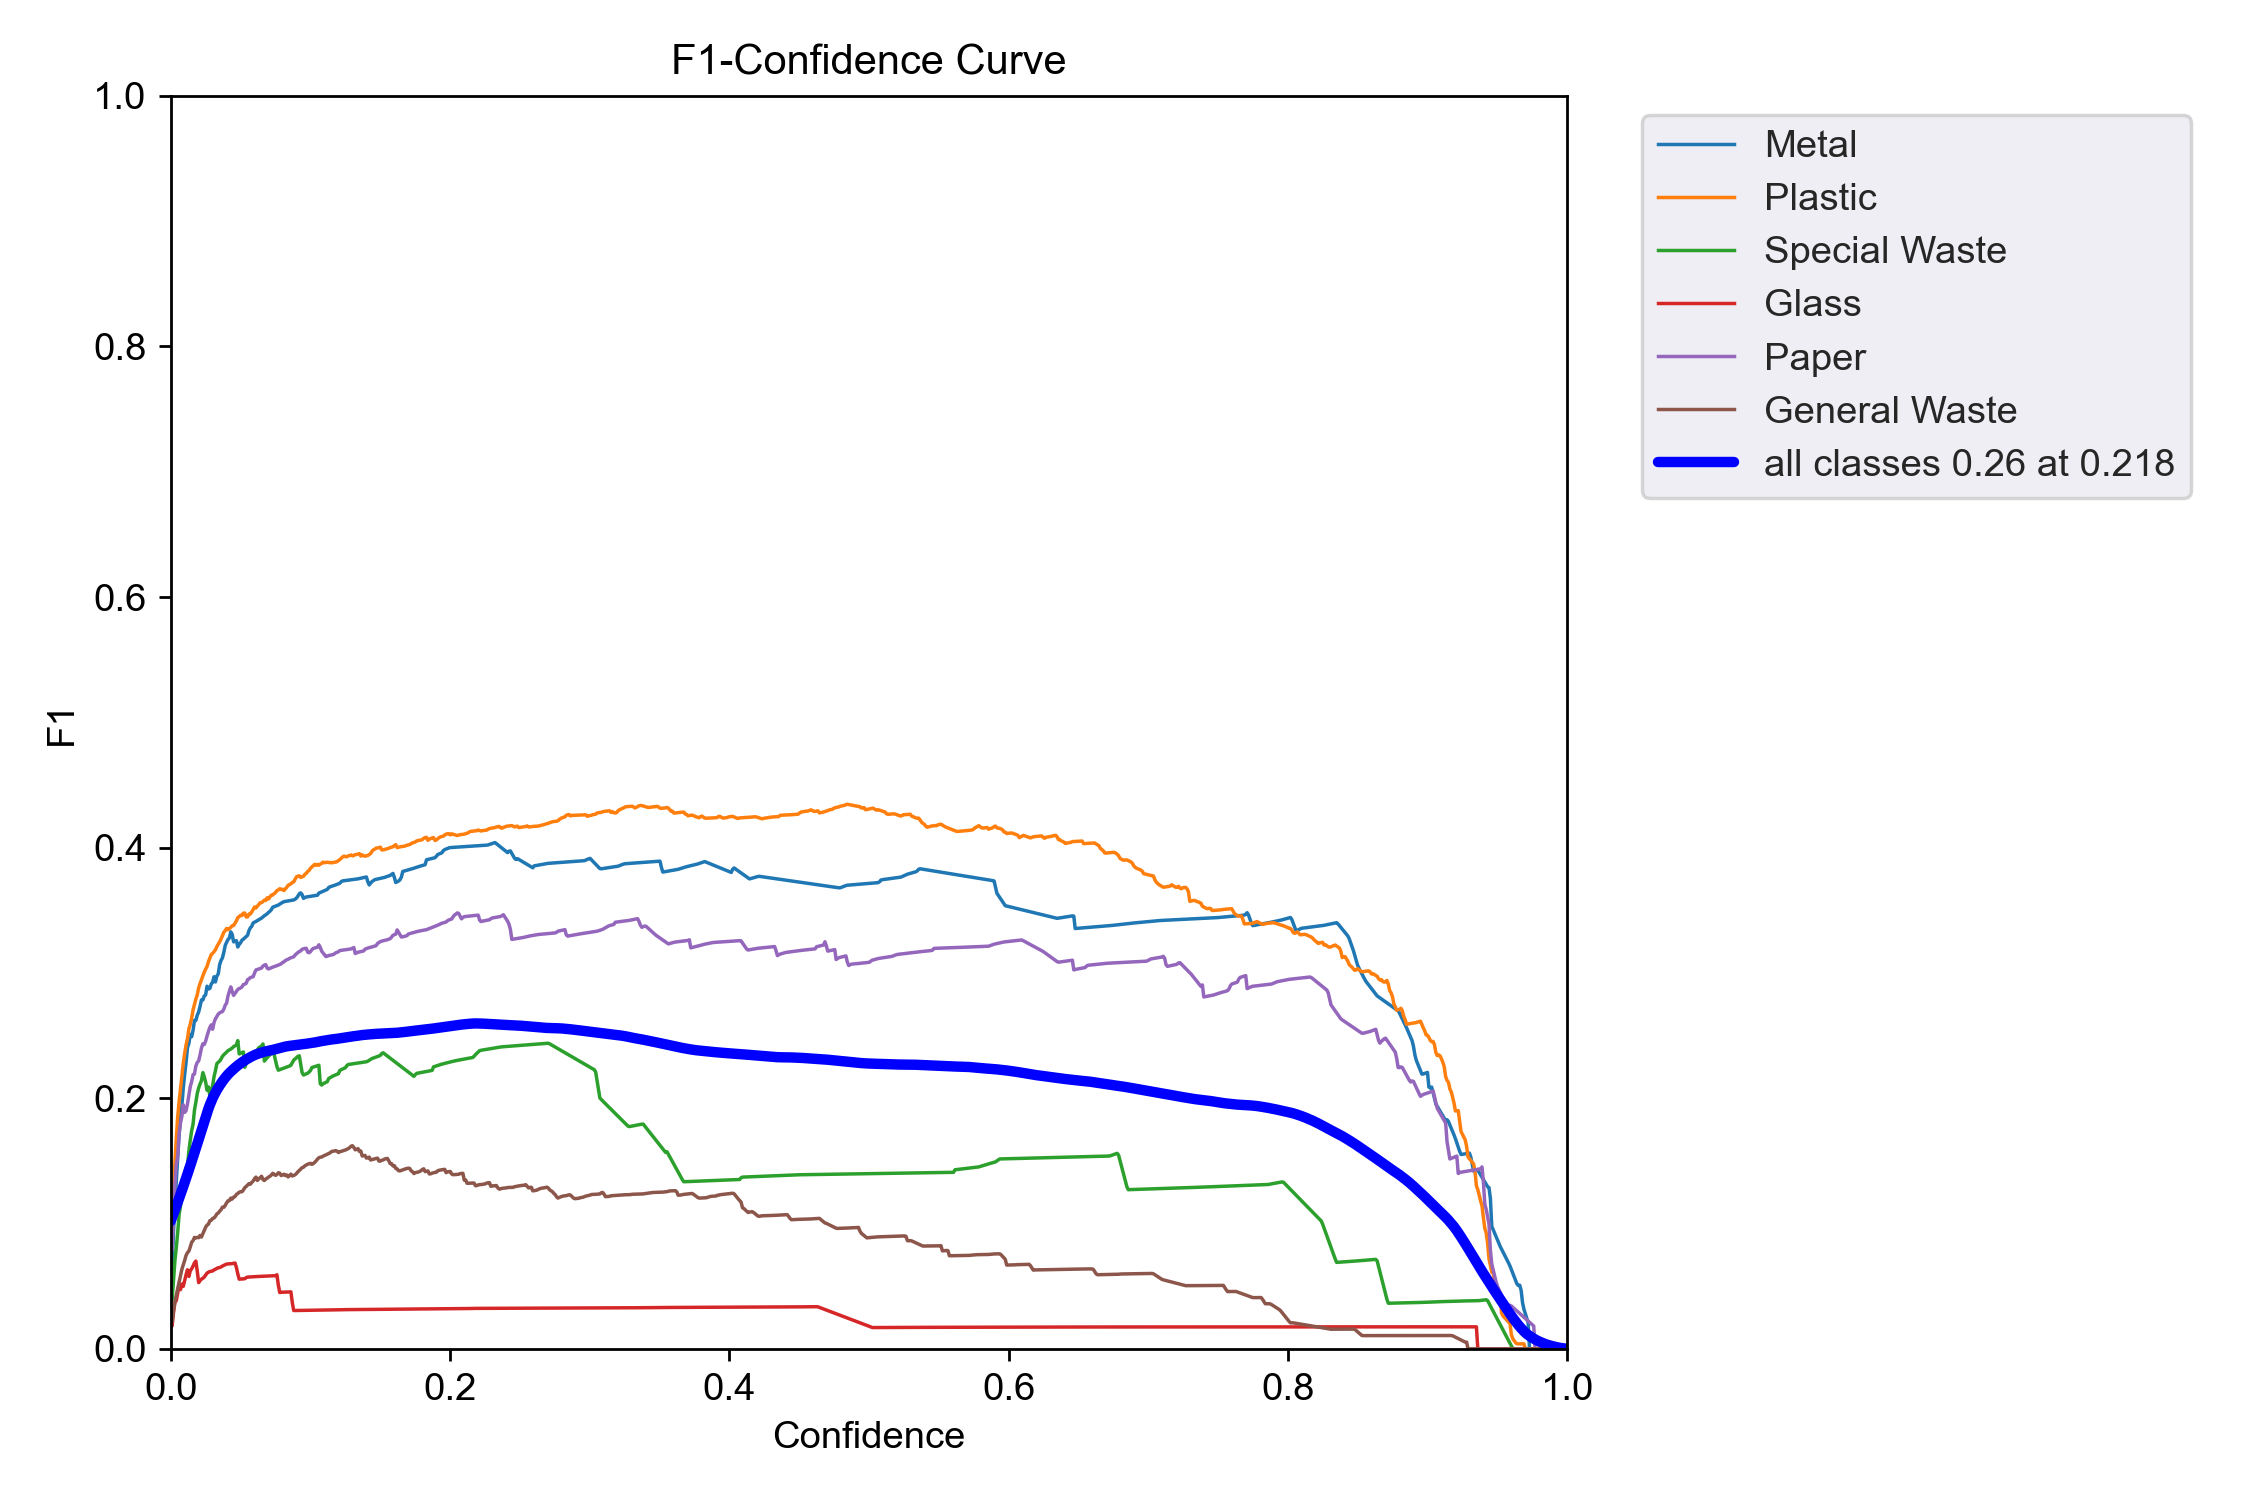 F1-Confidence Curve
1.0
0.8
0.6
0.4
0.2
0.0
F1
0.0 0.2 0.4 0.6 0.8 1.0
Confidence
Metal
Plastic
Special Waste
Glass
Paper
General Waste
all classes 0.26 at 0.218